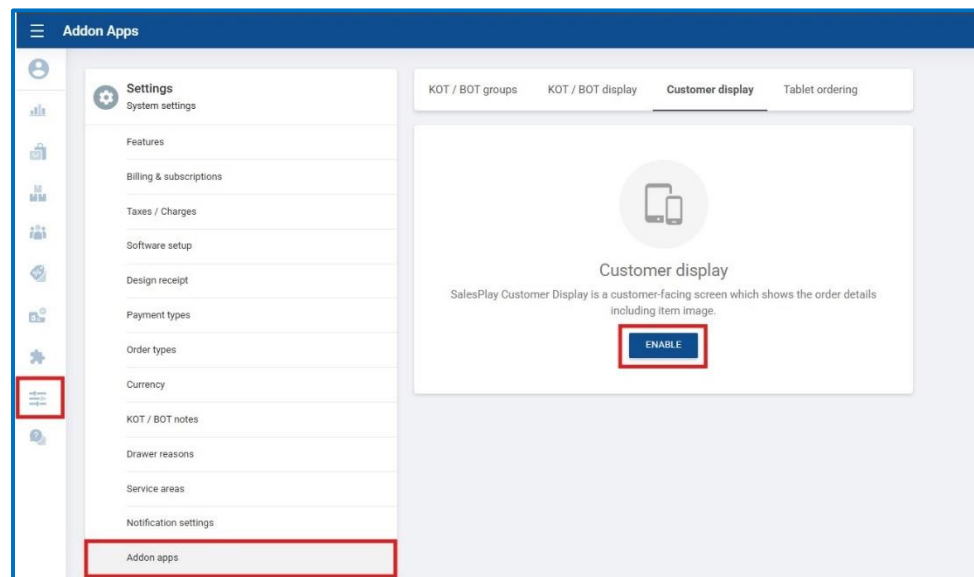 Addon Apps
Settings
System settings
Features
Billing & subscriptions
Taxes / Charges
Software setup
Design receipt
Payment types
Order types
Currency
KOT / BOT notes
Drawer reasons
Service areas
Notification settings
Addon apps
KOT / BOT groups
KOT / BOT display
Customer display
Tablet ordering
Customer display
SalesPlay Customer Display is a customer-facing screen which shows the order details
including item image.
ENABLE